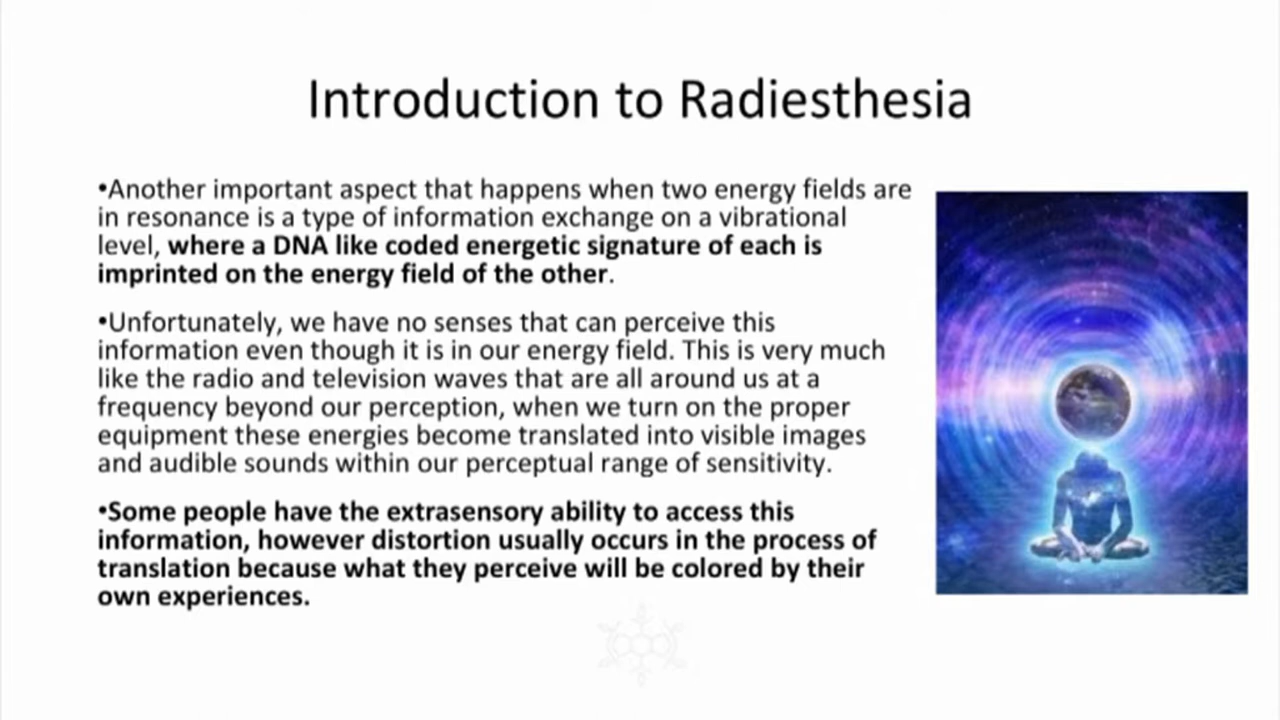 Introduction to Radiesthesia
•Another important aspect that happens when two energy fields are
in resonance is a type of information exchange on a vibrational
level, where a DNA like coded energetic signature of each is
imprinted on the energy field of the other.
•Unfortunately, we have no senses that can perceive this
information even though it is in our energy field. This is very much
like the radio and television waves that are all around us at a
frequency beyond our perception, when we turn on the proper
equipment these energies become translated into visible images
and audible sounds within our perceptual range of sensitivity.
•Some people have the extrasensory ability to access this
information, however distortion usually occurs in the process of
translation because what they perceive will be colored by their
own experiences.